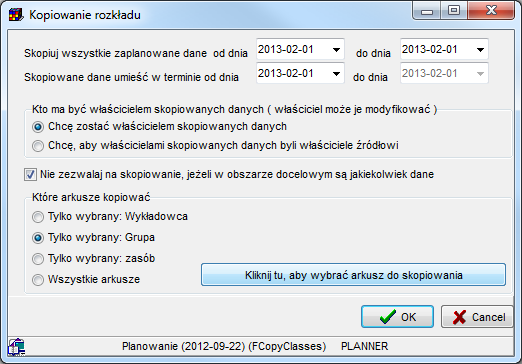 Kopiowanie rozkładu
Skopiuj wszystkie zaplanowane dane od dnia 2013-02-01 do dnia 2013-02-01
Skopiowane dane umieść w terminie od dnia 2013-02-01 do dnia 2013-02-01
Kto ma być właścicielem skopiowanych danych ( właściciel może je modyfikować )
Chcę zostać właścicielem skopiowanych danych
Chcę, aby właścicielami skopiowanych danych byli właściciele źródłowi
Nie zezwalaj na skopiowanie, jeżeli w obszarze docelowym są jakiekolwiek dane
Które arkusze kopiować
Tylko wybrany: Wykładowca
Tylko wybrany: Grupa
Tylko wybrany: zasób
Wszystkie arkusze
Kliknij tu, aby wybrać arkusz do skopiowania
OK Cancel
Planowanie (2012-09-22) (FCopyClasses) PLANNER